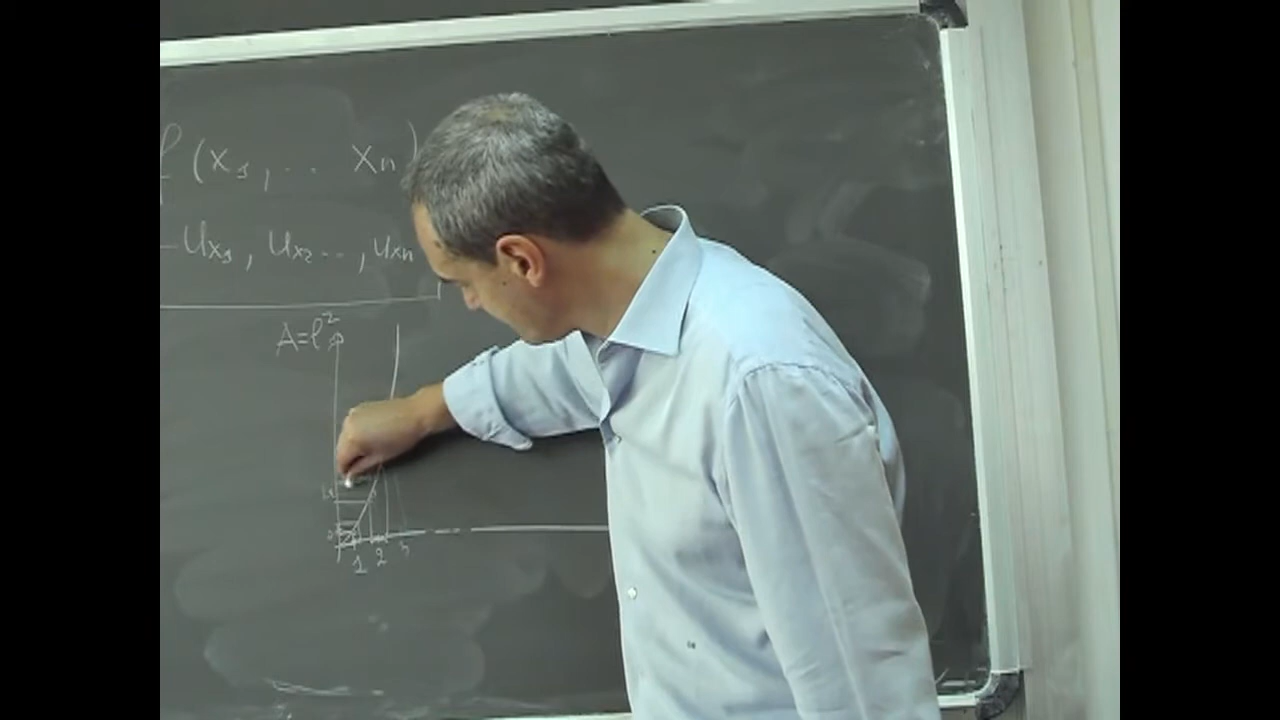 f (x₁, ... xₙ)
- Ux₁, Ux₂ ..., Uxₙ
A=l²
1 2